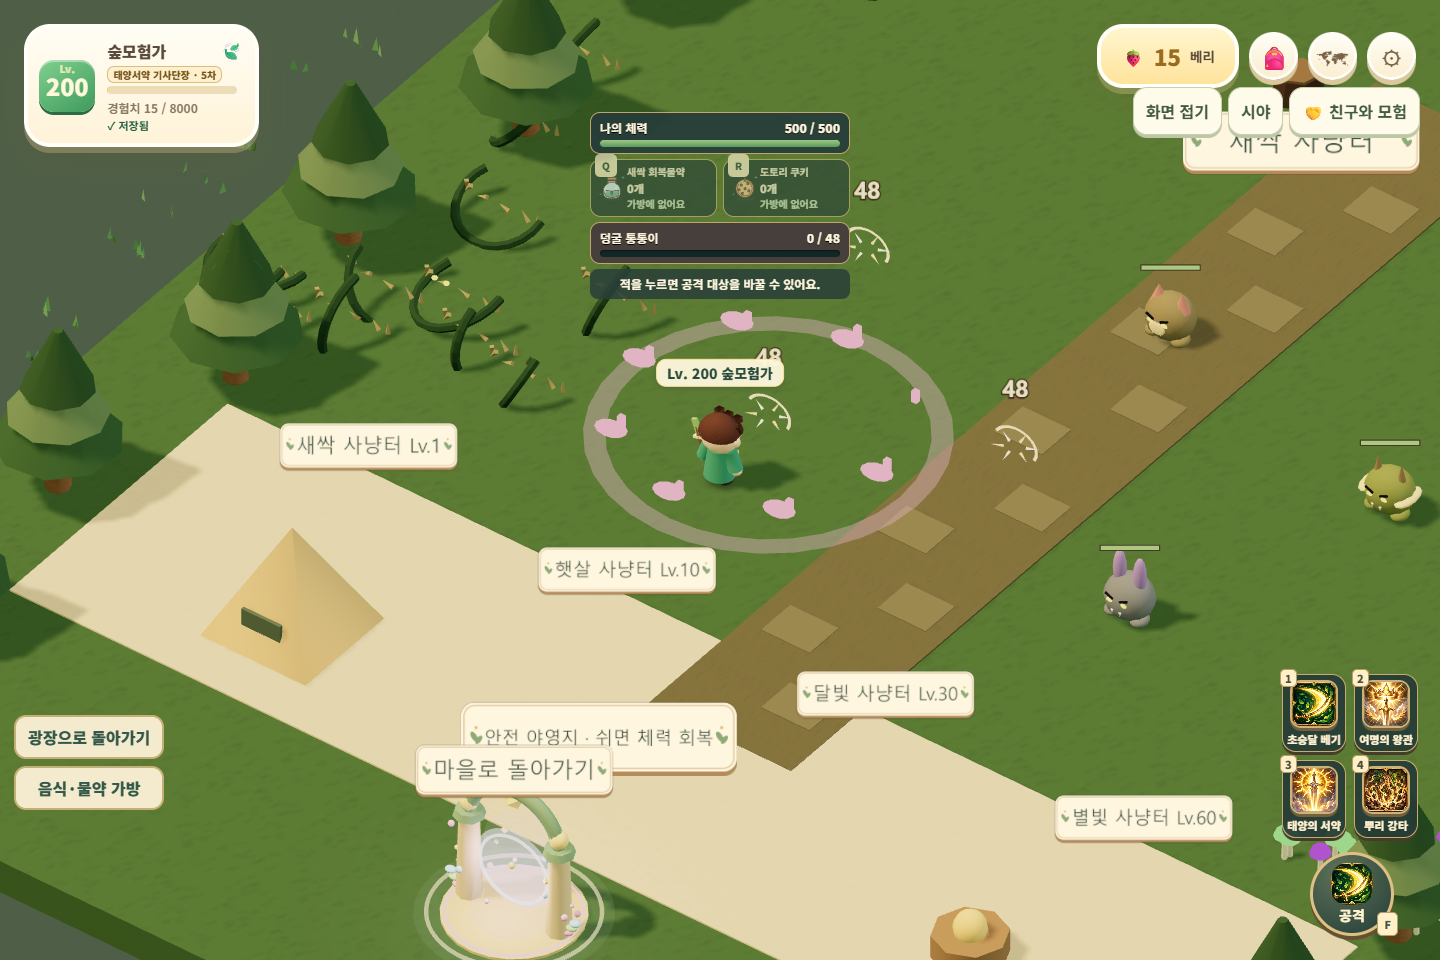 Lv.
200
숲모험가
태양서약 기사단장 · 5차
경험치 15 / 8000
✓ 저장됨
15 베리
화면 접기
시야
친구와 모험
새싹 사냥터
나의 체력 500 / 500
Q
새싹 회복물약
0개
가방에 없어요
R
도토리 쿠키
0개
가방에 없어요
48
덩굴 통통이 0 / 48
적을 누르면 공격 대상을 바꿀 수 있어요.
48
Lv. 200 숲모험가
48
새싹 사냥터 Lv.1
햇살 사냥터 Lv.10
달빛 사냥터 Lv.30
안전 야영지 · 쉬면 체력 회복
마을로 돌아가기
별빛 사냥터 Lv.60
광장으로 돌아가기
음식·물약 가방
1
초승달 베기
2
여명의 왕관
3
태양의 서약
4
뿌리 강타
공격
F